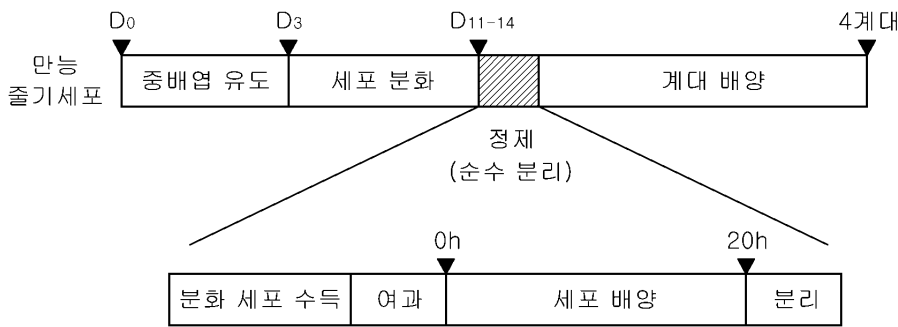 D0 D3 D11-14 4계대
만능
줄기세포
중배엽 유도 세포 분화 계대 배양
정제
(순수 분리)
0h 20h
분화 세포 수득 여과 세포 배양 분리